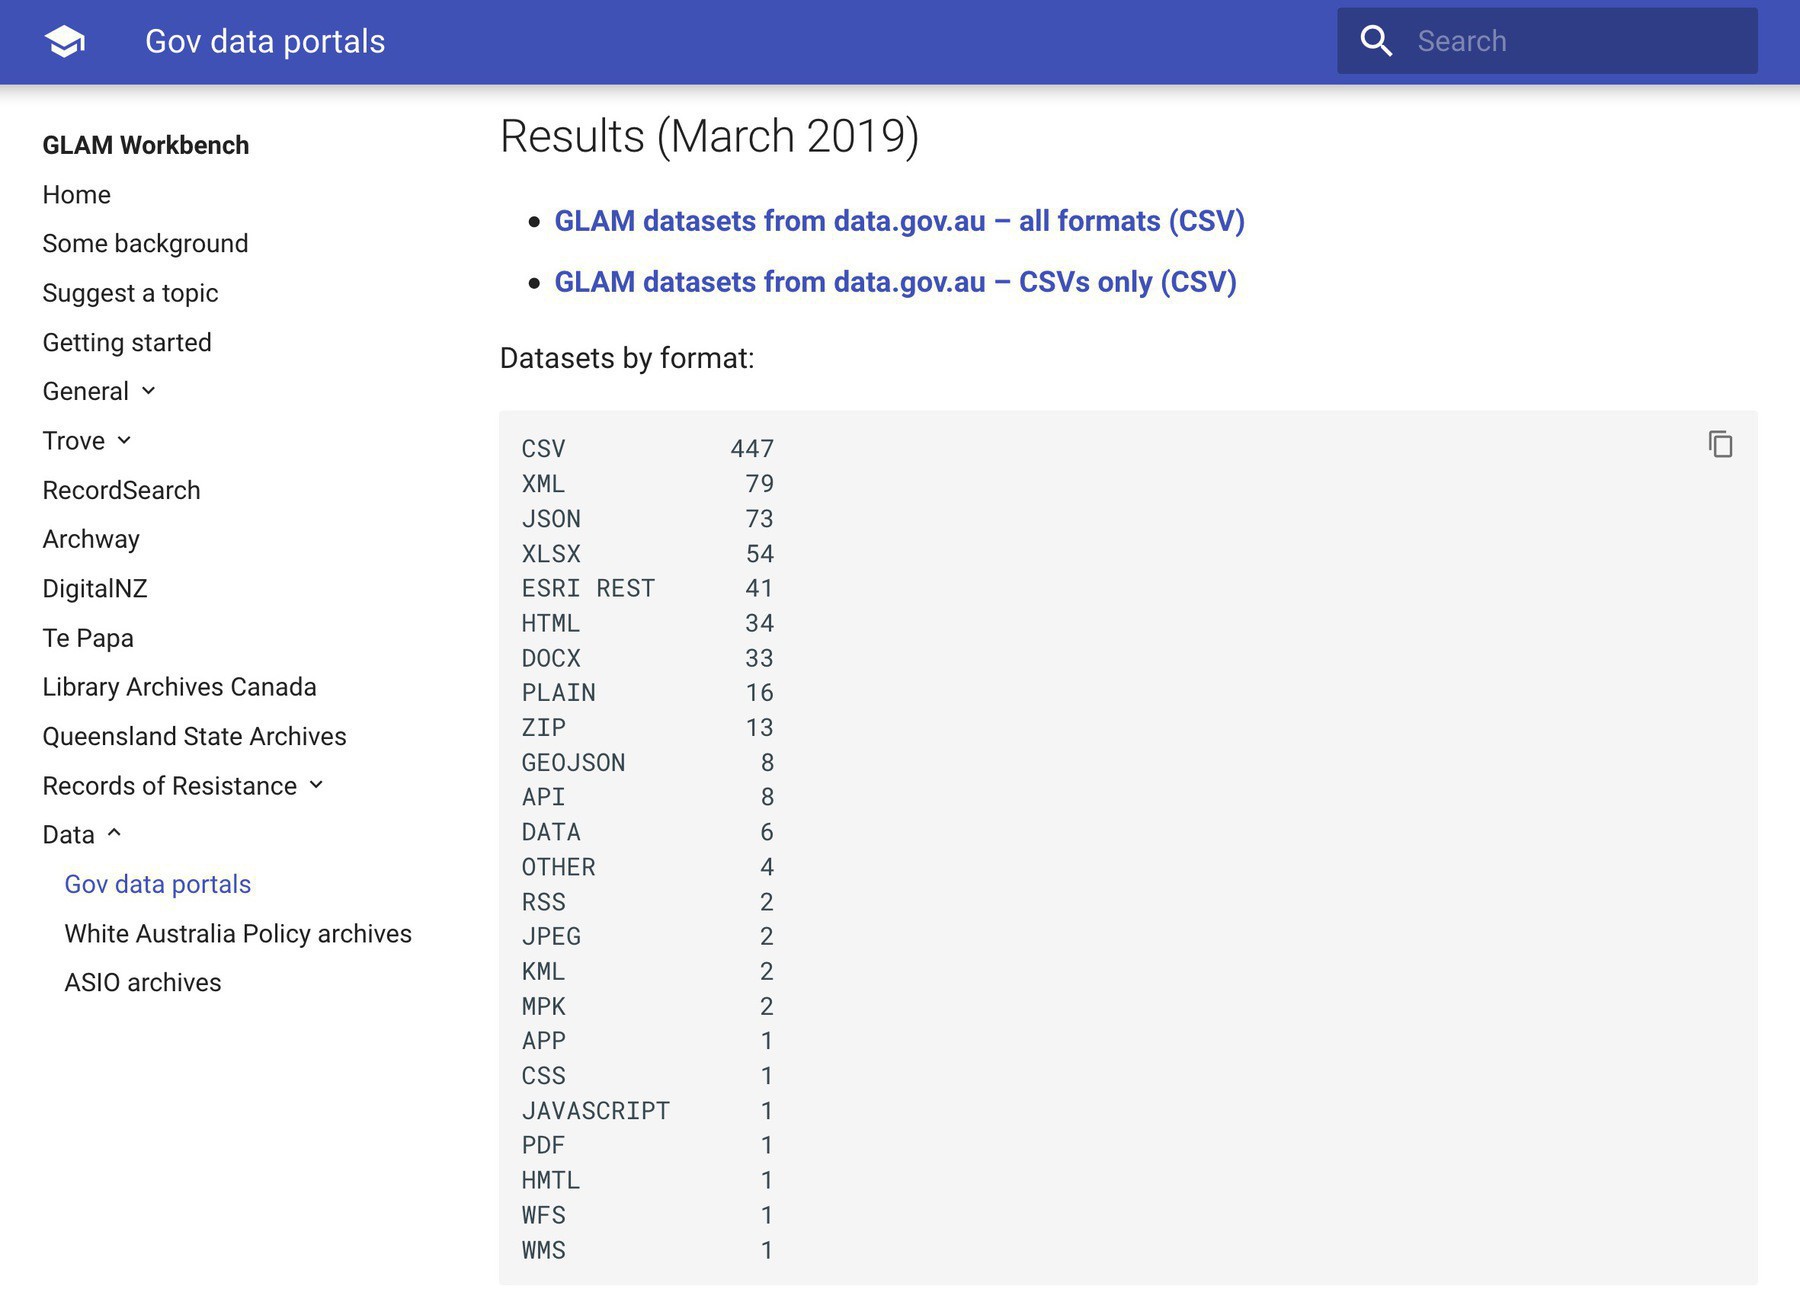 Gov data portals
Search
GLAM Workbench
Home
Some background
Suggest a topic
Getting started
General
Trove
RecordSearch
Archway
DigitalNZ
Te Papa
Library Archives Canada
Queensland State Archives
Records of Resistance
Data
Gov data portals
White Australia Policy archives
ASIO archives
Results (March 2019)
• GLAM datasets from data.gov.au – all formats (CSV)
• GLAM datasets from data.gov.au – CSVs only (CSV)
Datasets by format:
CSV 447
XML 79
JSON 73
XLSX 54
ESRI REST 41
HTML 34
DOCX 33
PLAIN 16
ZIP 13
GEOJSON 8
API 8
DATA 6
OTHER 4
RSS 2
JPEG 2
KML 2
MPK 2
APP 1
CSS 1
JAVASCRIPT 1
PDF 1
HMTL 1
WFS 1
WMS 1